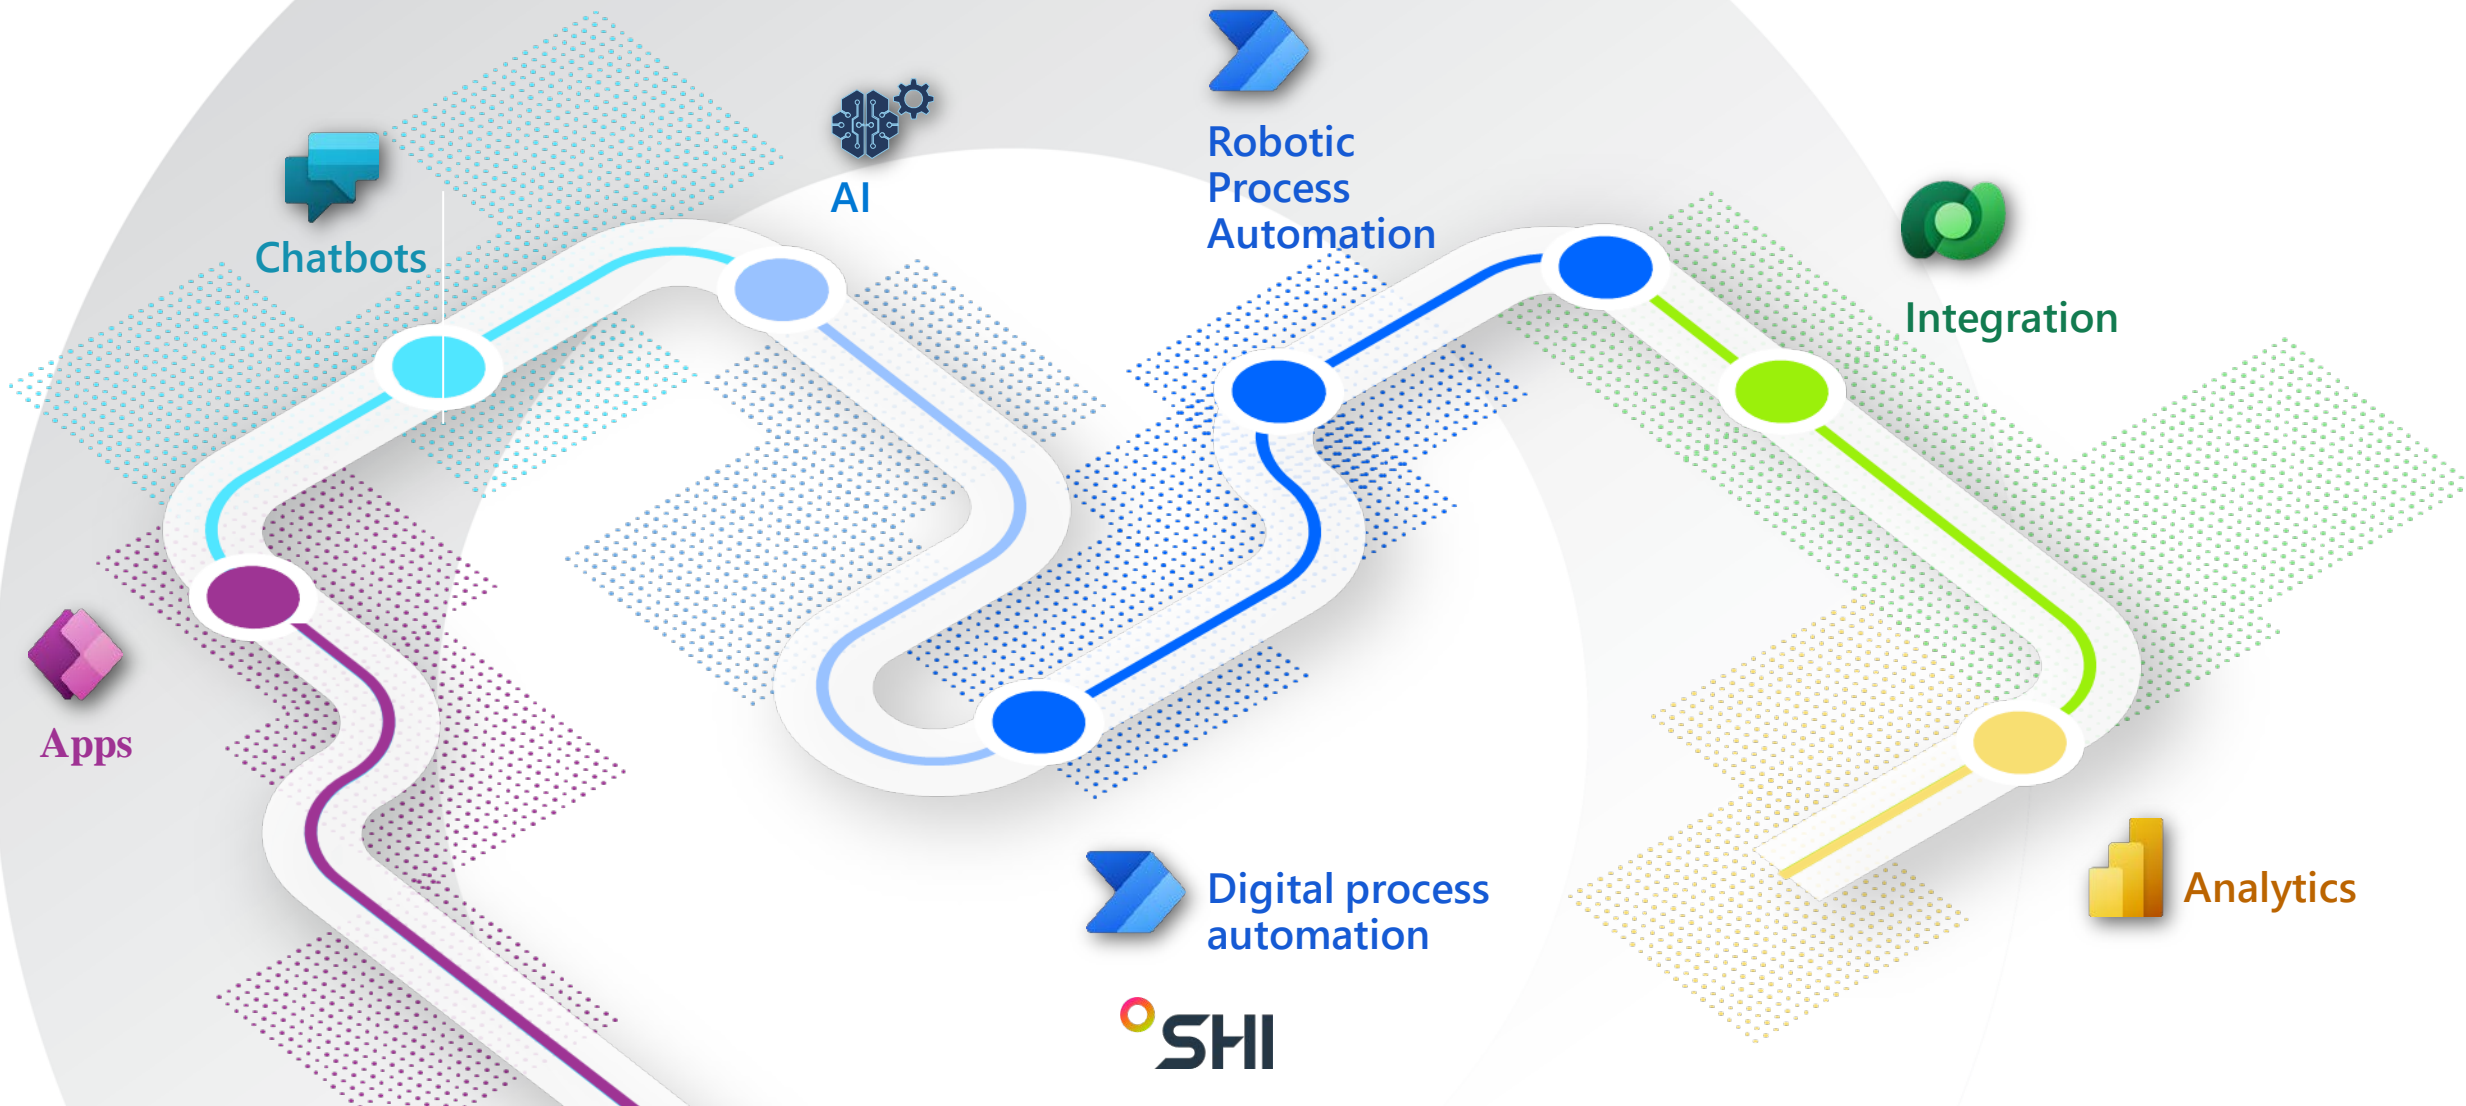 Chatbots
AI
Robotic
Process
Automation
Integration
Apps
Digital process
automation
Analytics
SHI